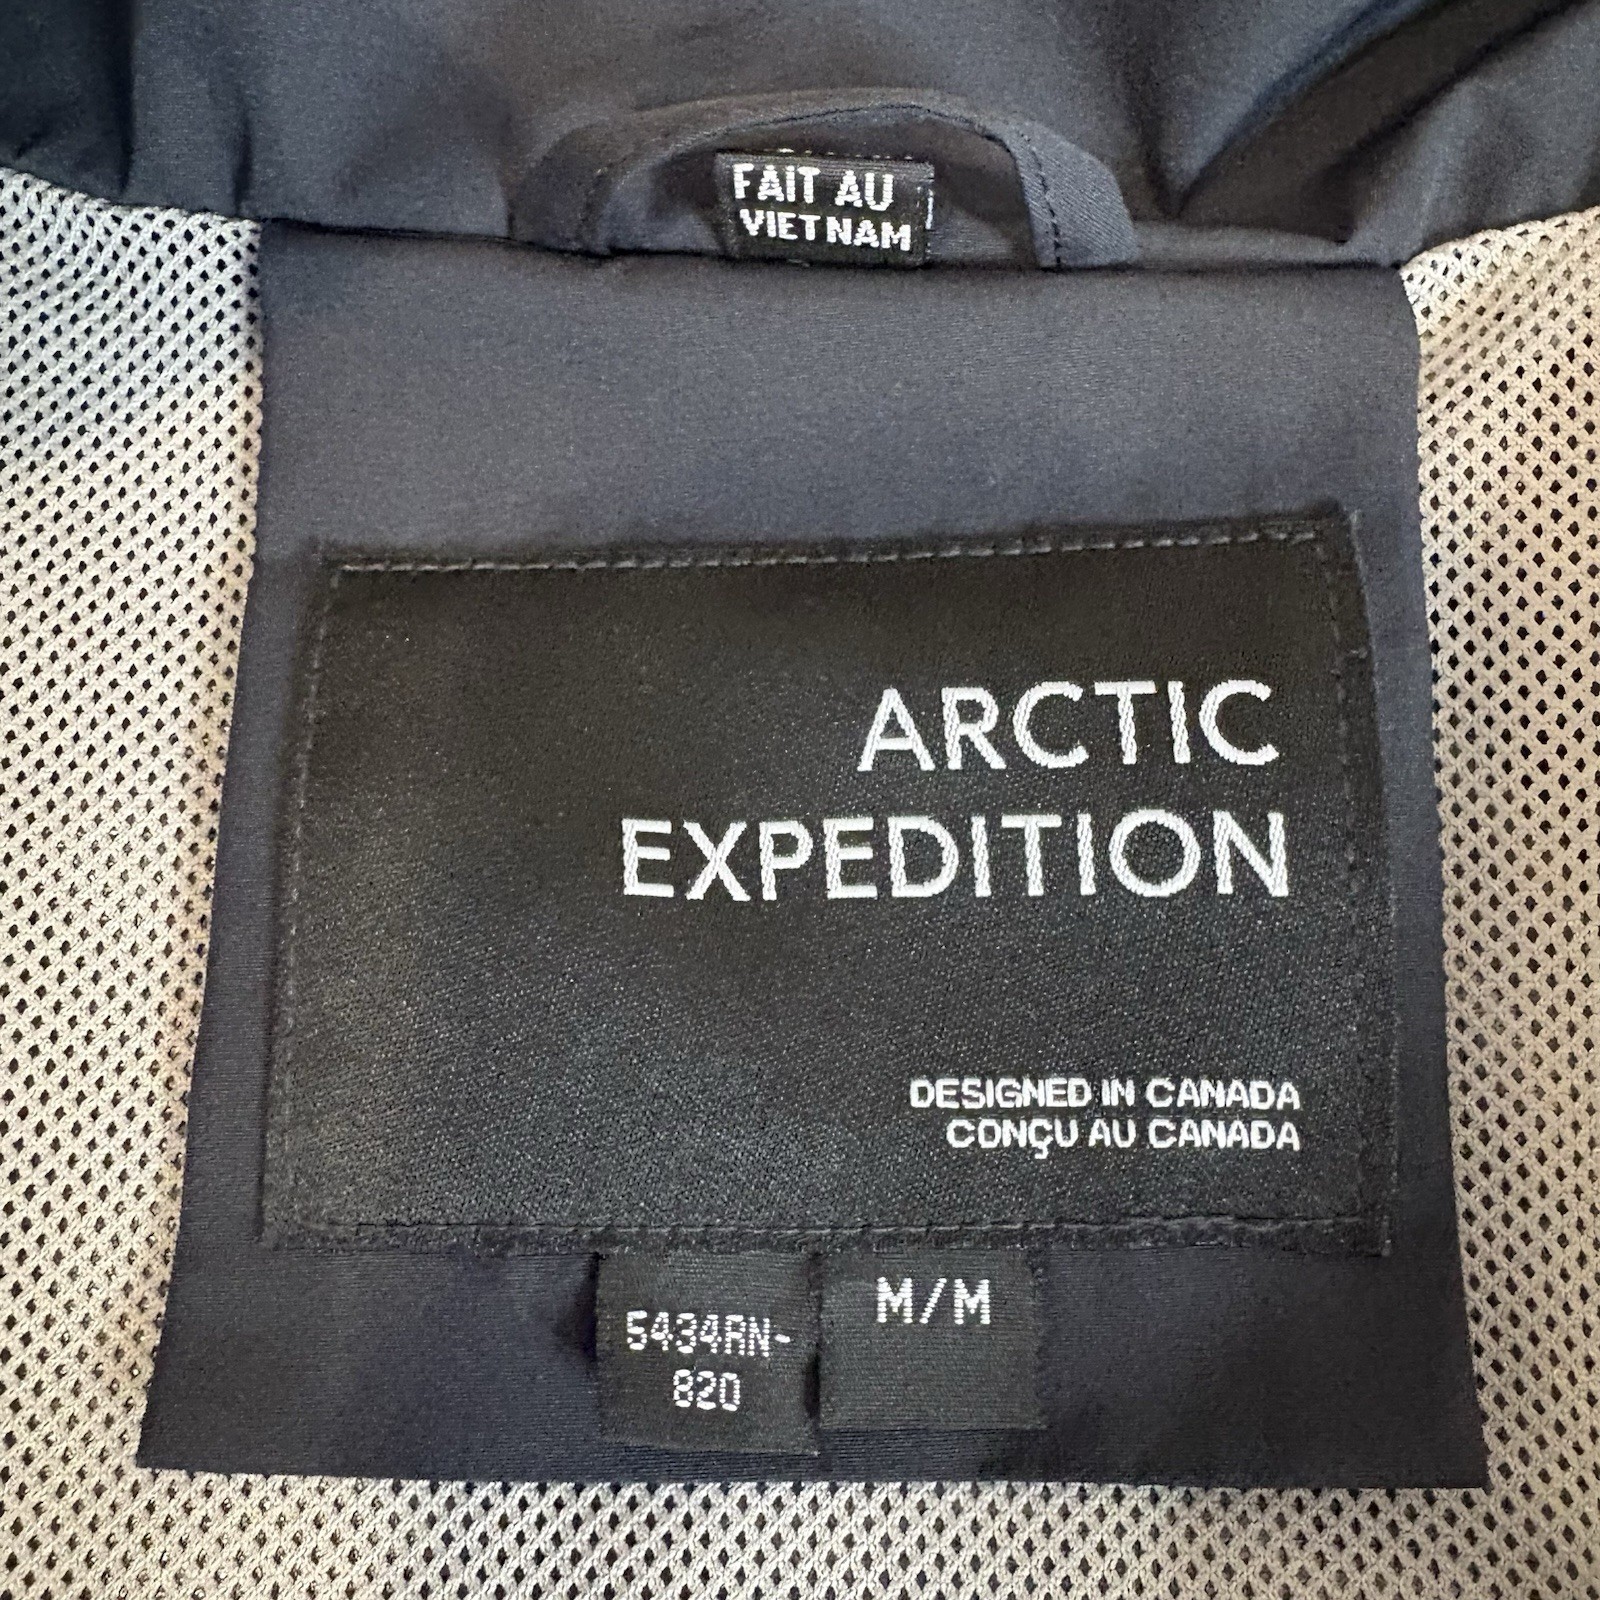 FAIT AU
VIETNAM
ARCTIC
EXPEDITION
DESIGNED IN CANADA
CONÇU AU CANADA
5434RN-
820
M/M